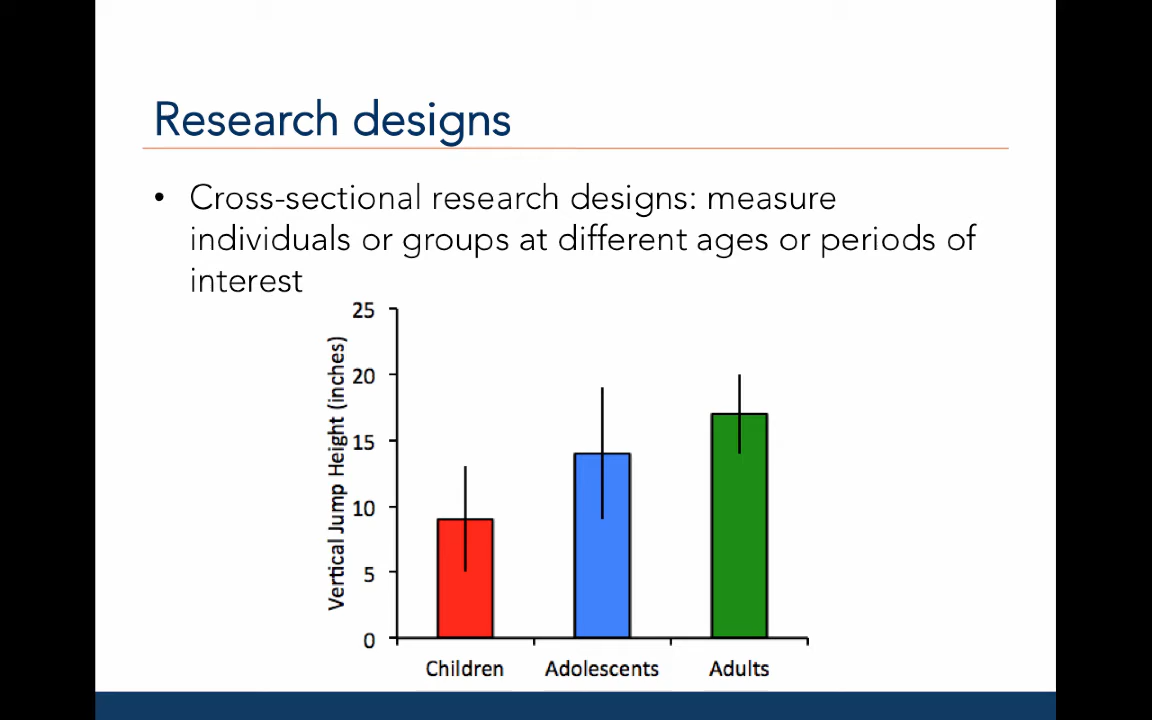 Research designs
• Cross-sectional research designs: measure
individuals or groups at different ages or periods of
interest
Vertical Jump Height (inches)
25
20
15
10
5
0
Children Adolescents Adults